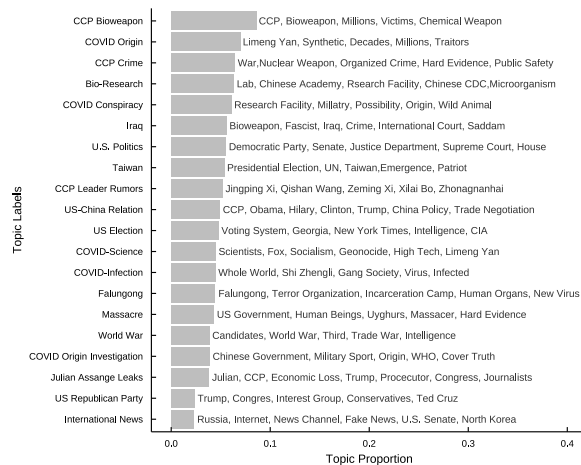 CCP Bioweapon CCP, Bioweapon, Millions, Victims, Chemical Weapon
COVID Origin Limeng Yan, Synthetic, Decades, Millions, Traitors
CCP Crime War,Nuclear Weapon, Organized Crime, Hard Evidence, Public Safety
Bio-Research Lab, Chinese Academy, Rsearch Facility, Chinese CDC,Microorganism
COVID Conspiracy Research Facility, Millatry, Possibility, Origin, Wild Animal
Iraq Bioweapon, Fascist, Iraq, Crime, International Court, Saddam
U.S. Politics Democratic Party, Senate, Justice Department, Supreme Court, House
Taiwan Presidential Election, UN, Taiwan,Emergence, Patriot
CCP Leader Rumors Jingping Xi, Qishan Wang, Zeming Xi, Xilai Bo, Zhonagnanhai
US-China Relation CCP, Obama, Hilary, Clinton, Trump, China Policy, Trade Negotiation
US Election Voting System, Georgia, New York Times, Intelligence, CIA
COVID-Science Scientists, Fox, Socialism, Geonocide, High Tech, Limeng Yan
COVID-Infection Whole World, Shi Zhengli, Gang Society, Virus, Infected
Falungong Falungong, Terror Organization, Incarceration Camp, Human Organs, New Virus
Massacre US Government, Human Beings, Uyghurs, Massacer, Hard Evidence
World War Candidates, World War, Third, Trade War, Intelligence
COVID Origin Investigation Chinese Government, Military Sport, Origin, WHO, Cover Truth
Julian Assange Leaks Julian, CCP, Economic Loss, Trump, Procecutor, Congress, Journalists
US Republican Party Trump, Congres, Interest Group, Conservatives, Ted Cruz
International News Russia, Internet, News Channel, Fake News, U.S. Senate, North Korea
Topic Labels
0.0 0.1 0.2 0.3 0.4
Topic Proportion